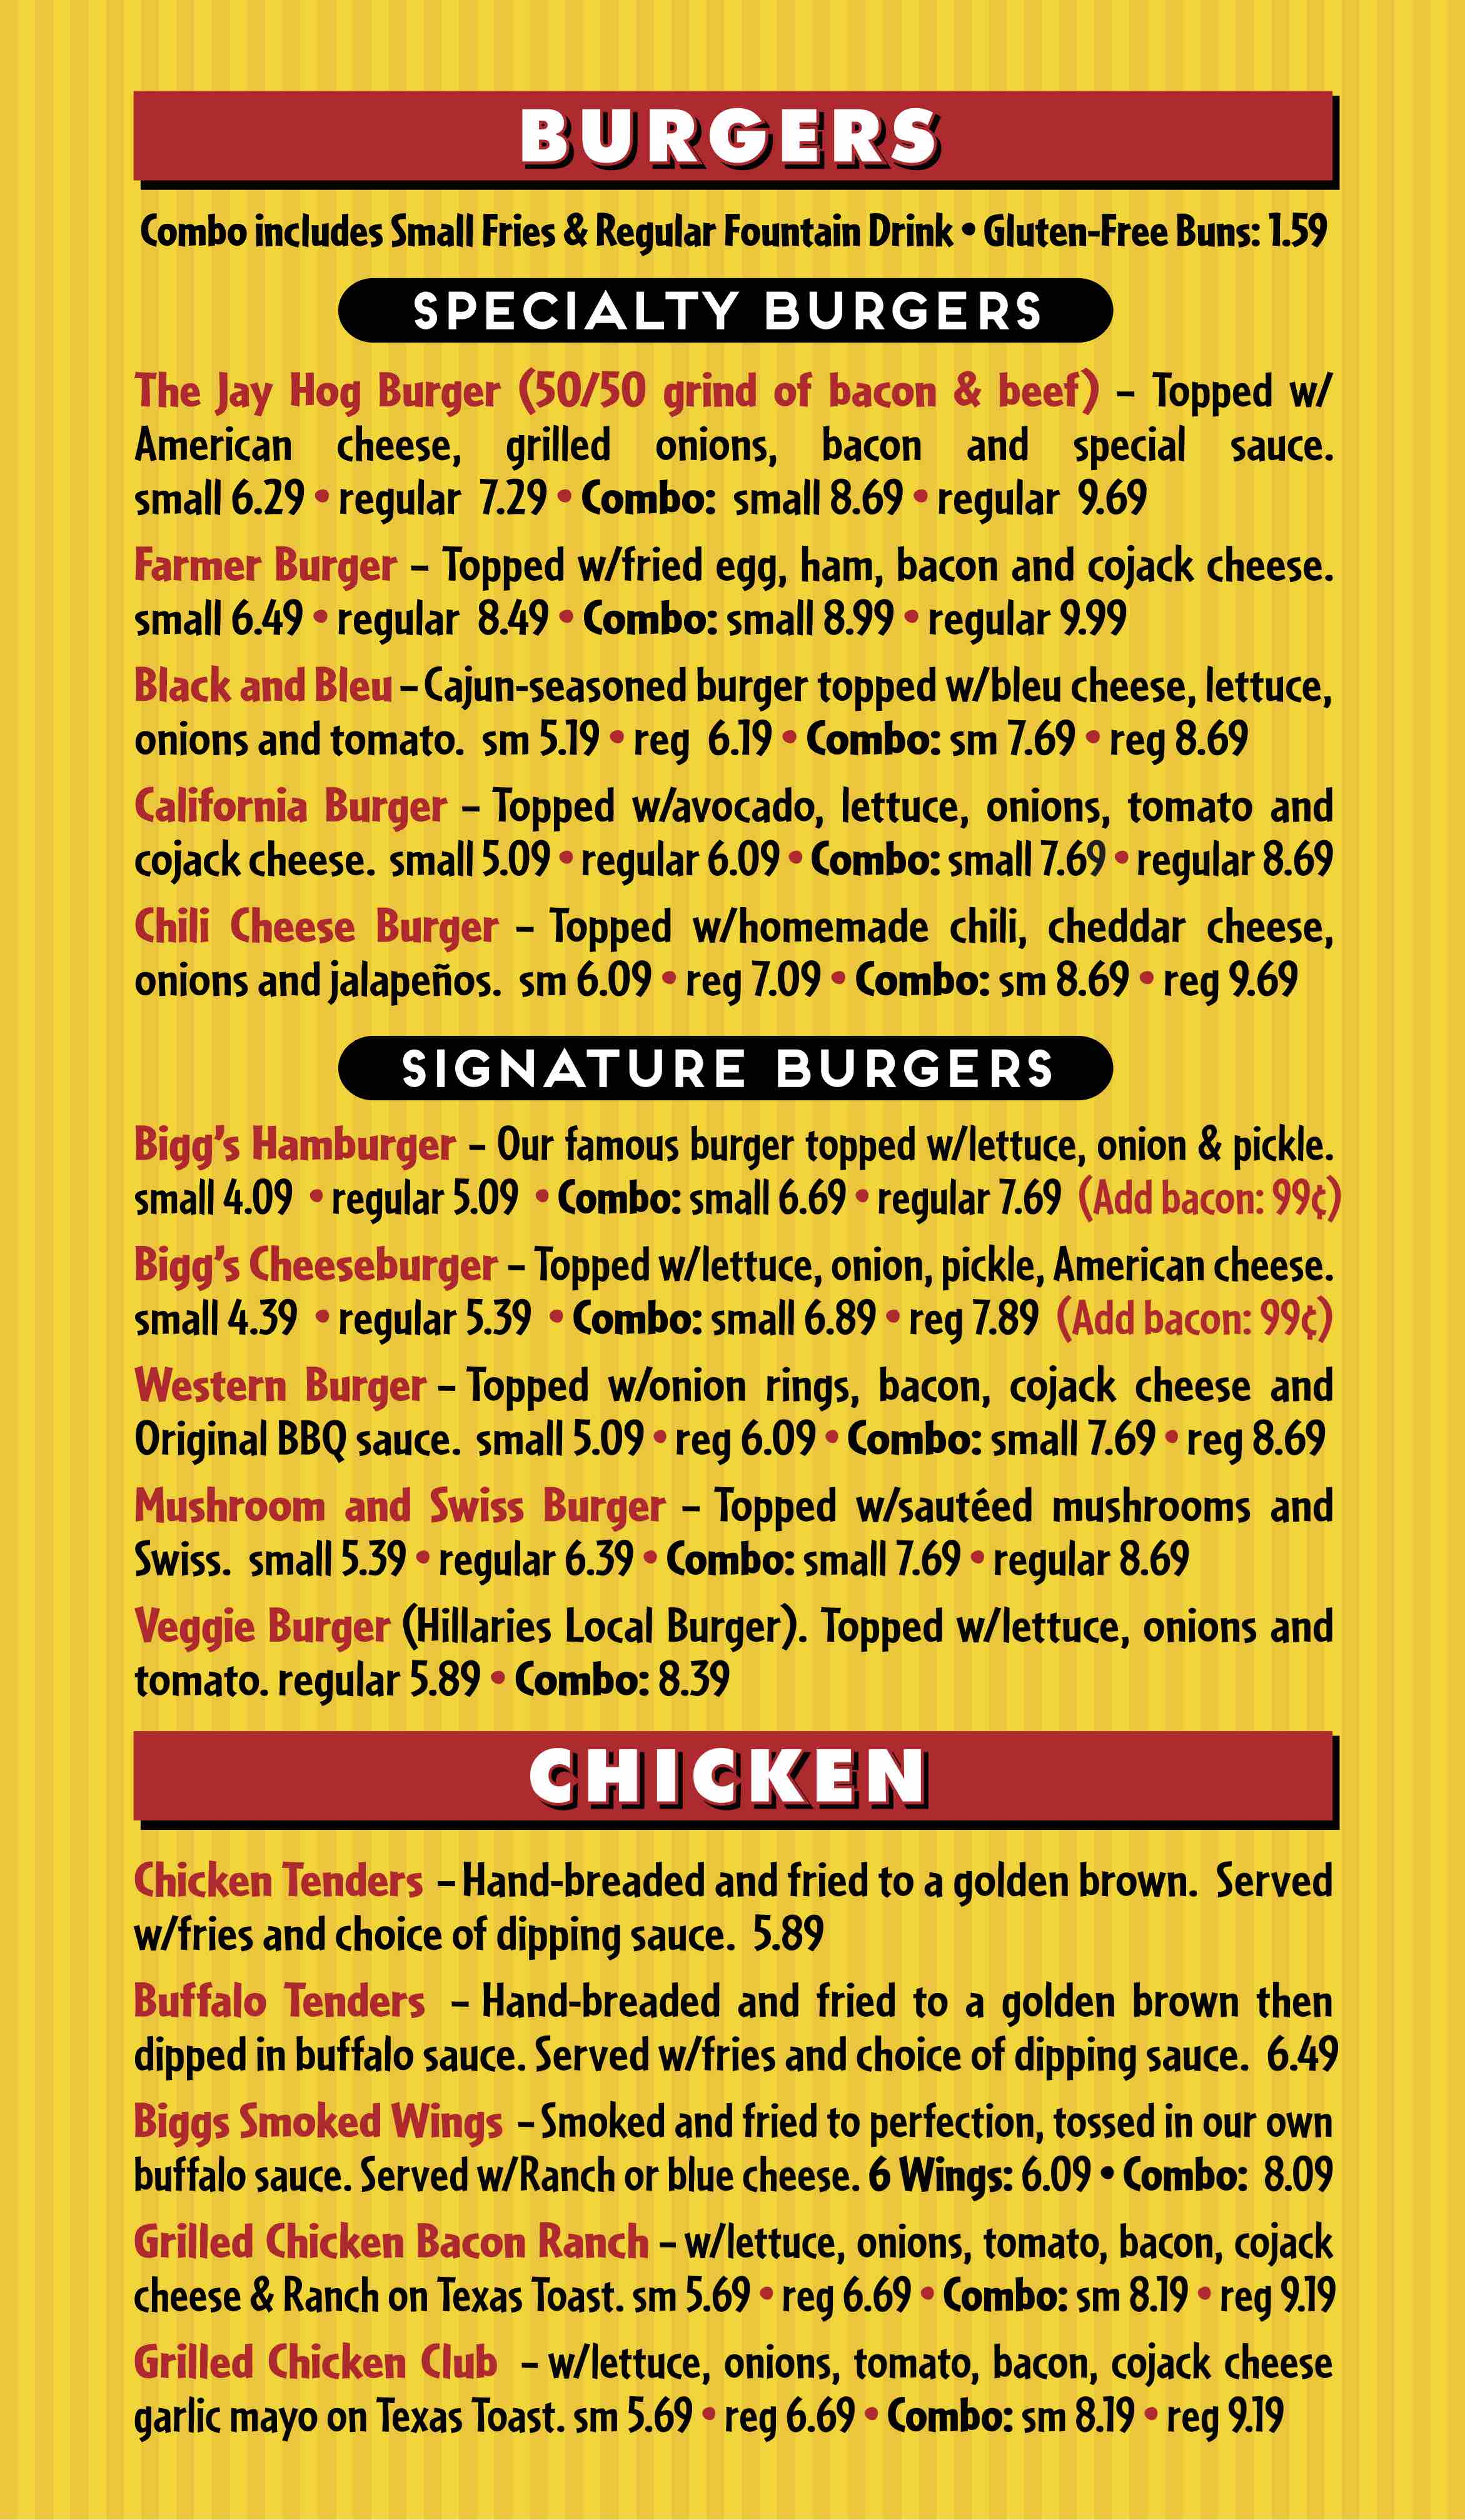 BURGERS
Combo includes Small Fries & Regular Fountain Drink • Gluten-Free Buns: 1.59
SPECIALTY BURGERS
The Jay Hog Burger (50/50 grind of bacon & beef) – Topped w/
American cheese, grilled onions, bacon and special sauce.
small 6.29 • regular 7.29 • Combo: small 8.69 • regular 9.69
Farmer Burger – Topped w/fried egg, ham, bacon and cojack cheese.
small 6.49 • regular 8.49 • Combo: small 8.99 • regular 9.99
Black and Bleu – Cajun-seasoned burger topped w/bleu cheese, lettuce,
onions and tomato. sm 5.19 • reg 6.19 • Combo: sm 7.69 • reg 8.69
California Burger – Topped w/avocado, lettuce, onions, tomato and
cojack cheese. small 5.09 • regular 6.09 • Combo: small 7.69 • regular 8.69
Chili Cheese Burger – Topped w/homemade chili, cheddar cheese,
onions and jalapeños. sm 6.09 • reg 7.09 • Combo: sm 8.69 • reg 9.69
SIGNATURE BURGERS
Bigg's Hamburger – Our famous burger topped w/lettuce, onion & pickle.
small 4.09 • regular 5.09 • Combo: small 6.69 • regular 7.69 (Add bacon: 99¢)
Bigg's Cheeseburger – Topped w/lettuce, onion, pickle, American cheese.
small 4.39 • regular 5.39 • Combo: small 6.89 • reg 7.89 (Add bacon: 99¢)
Western Burger – Topped w/onion rings, bacon, cojack cheese and
Original BBQ sauce. small 5.09 • reg 6.09 • Combo: small 7.69 • reg 8.69
Mushroom and Swiss Burger – Topped w/sautéed mushrooms and
Swiss. small 5.39 • regular 6.39 • Combo: small 7.69 • regular 8.69
Veggie Burger (Hillaries Local Burger). Topped w/lettuce, onions and
tomato. regular 5.89 • Combo: 8.39
CHICKEN
Chicken Tenders – Hand-breaded and fried to a golden brown. Served
w/fries and choice of dipping sauce. 5.89
Buffalo Tenders – Hand-breaded and fried to a golden brown then
dipped in buffalo sauce. Served w/fries and choice of dipping sauce. 6.49
Biggs Smoked Wings – Smoked and fried to perfection, tossed in our own
buffalo sauce. Served w/Ranch or blue cheese. 6 Wings: 6.09 • Combo: 8.09
Grilled Chicken Bacon Ranch – w/lettuce, onions, tomato, bacon, cojack
cheese & Ranch on Texas Toast. sm 5.69 • reg 6.69 • Combo: sm 8.19 • reg 9.19
Grilled Chicken Club – w/lettuce, onions, tomato, bacon, cojack cheese
garlic mayo on Texas Toast. sm 5.69 • reg 6.69 • Combo: sm 8.19 • reg 9.19